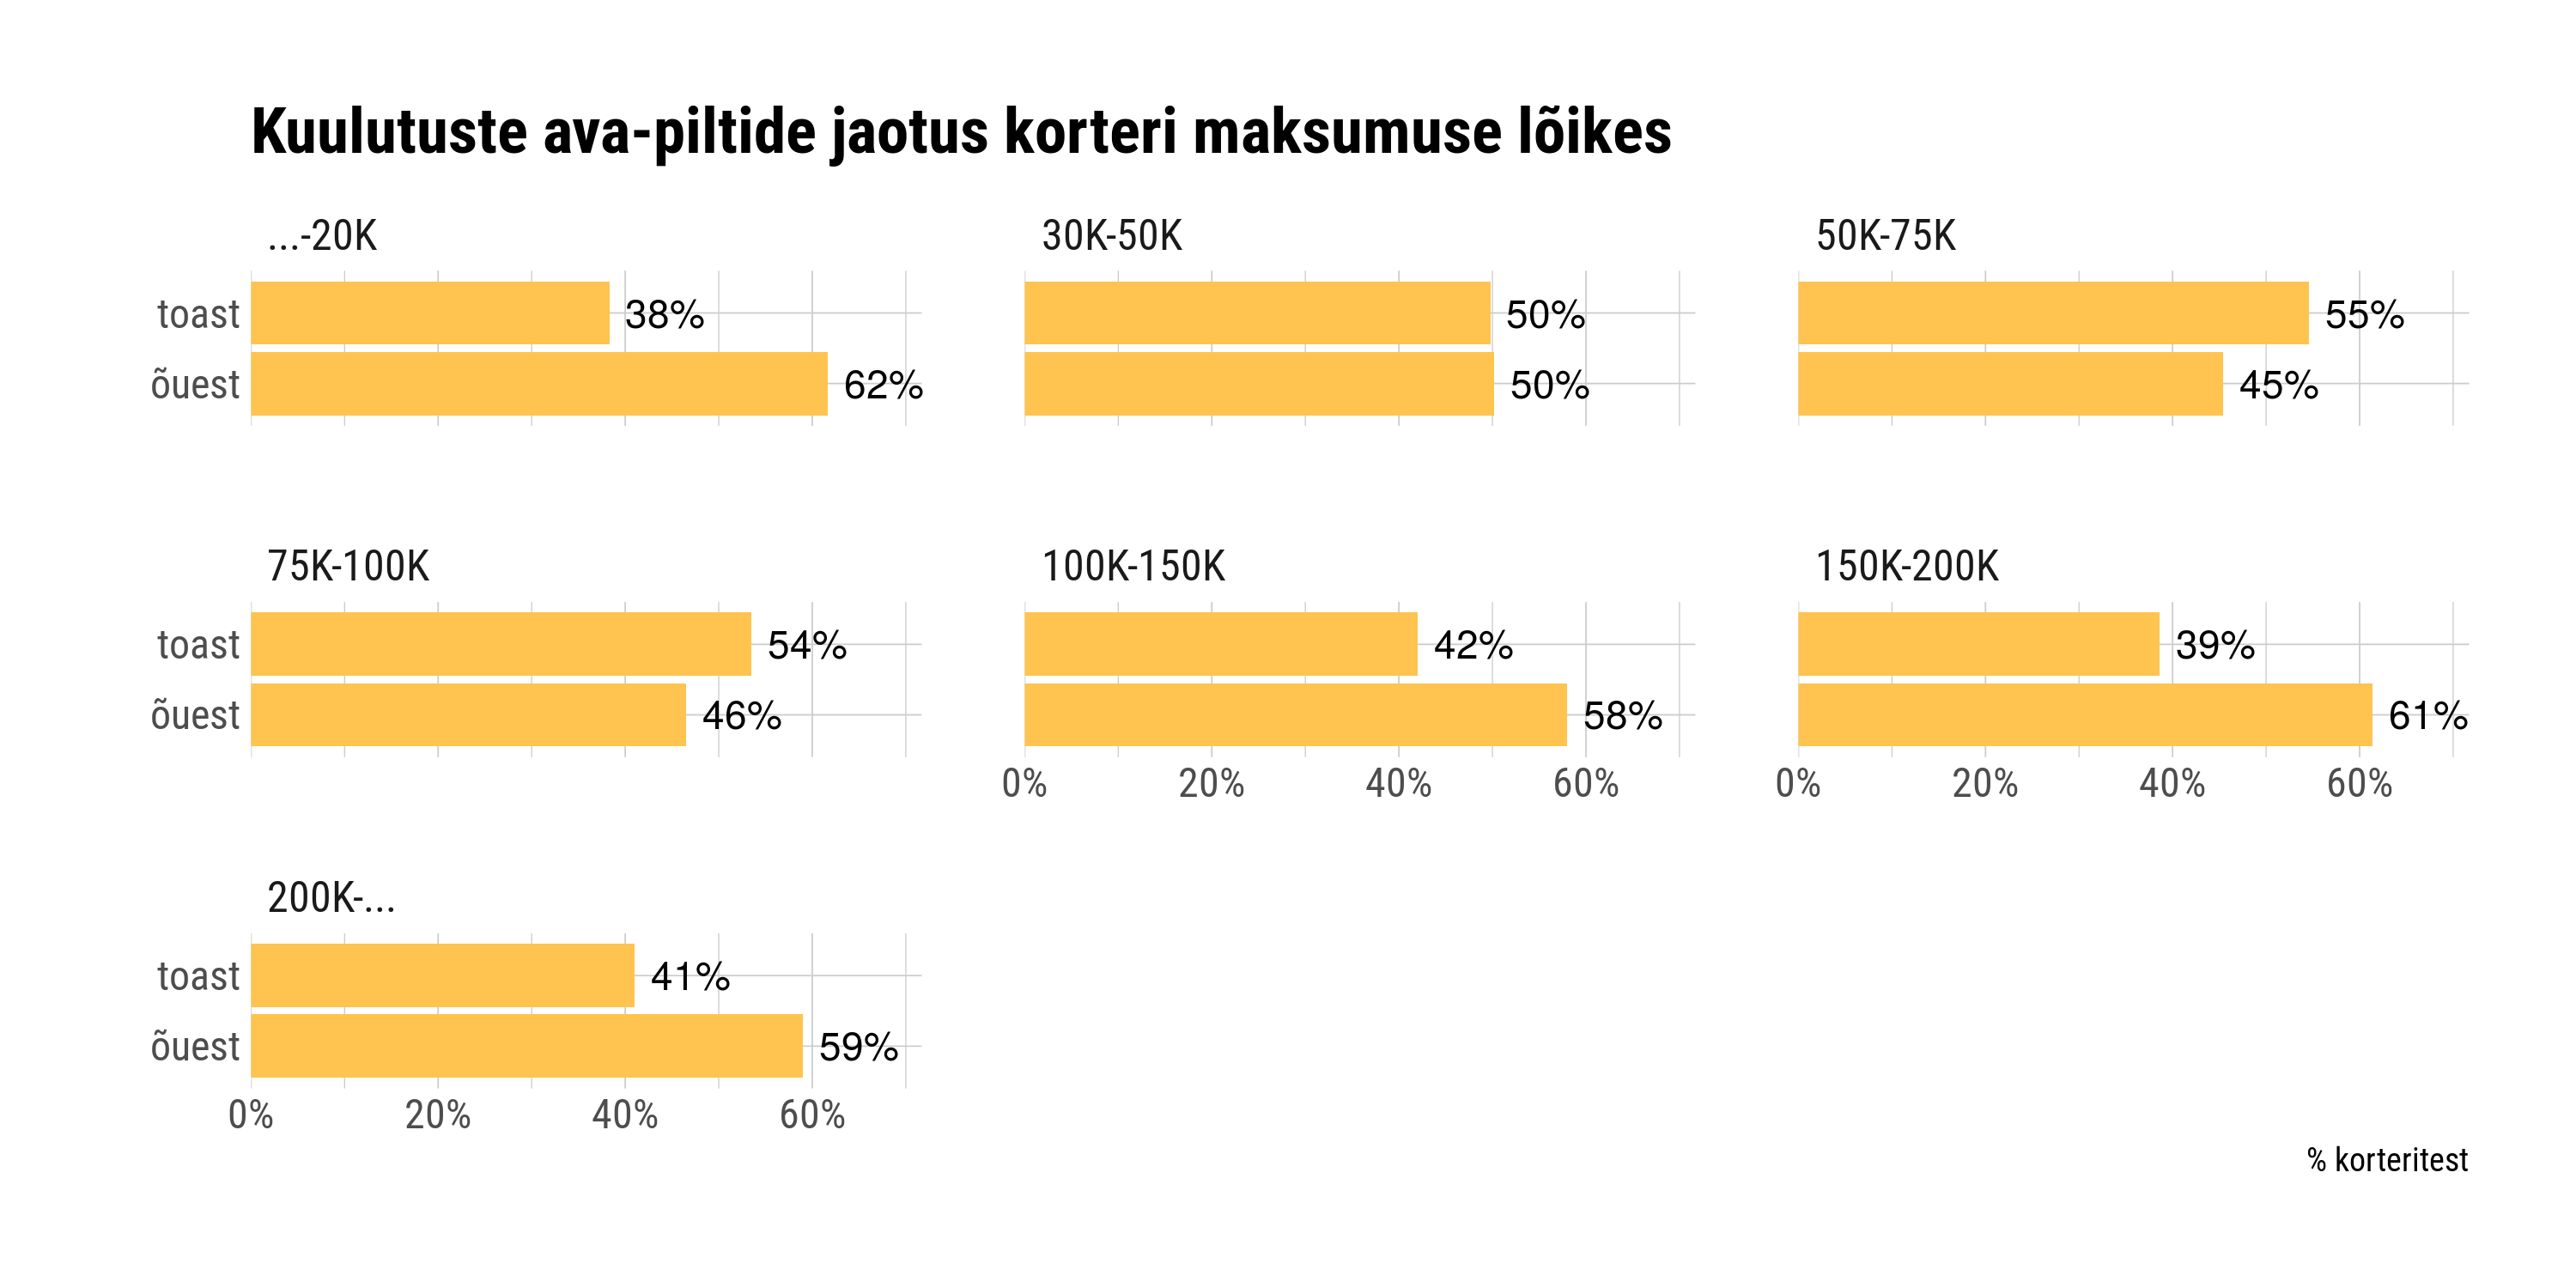 Kuulutuste ava-piltide jaotus korteri maksumuse lõikes
...-20K
30K-50K
50K-75K
toast
38%
50%
55%
õuest
62%
50%
45%
75K-100K
100K-150K
150K-200K
toast
54%
42%
39%
õuest
46%
58%
61%
0%
20%
40%
60%
0%
20%
40%
60%
200K-...
toast
41%
õuest
59%
0%
20%
40%
60%
% korteritest